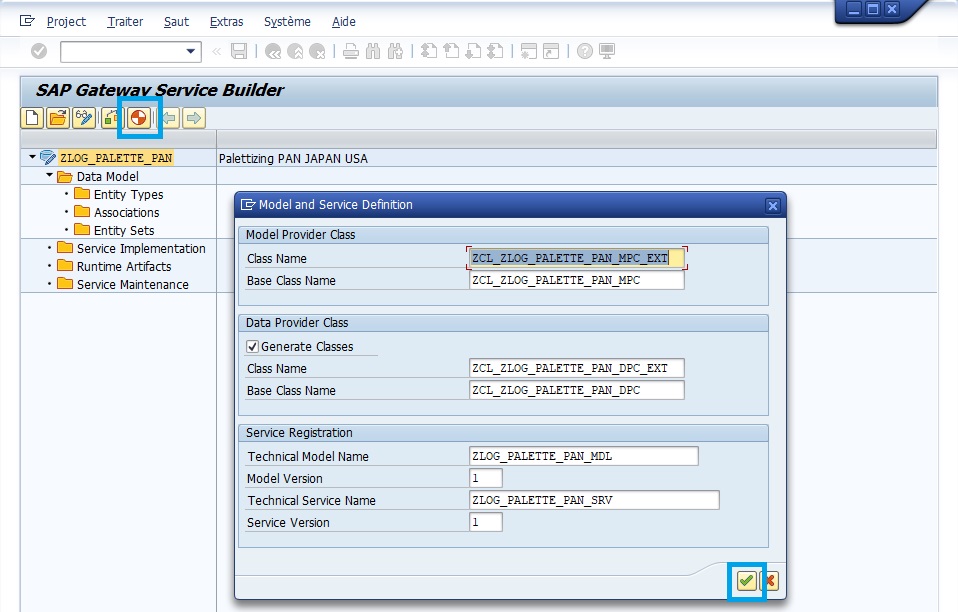 Project Traiter Saut Extras Système Aide
SAP Gateway Service Builder
ZLOG_PALETTE_PAN Palettizing PAN JAPAN USA
Data Model
Entity Types
Associations
Entity Sets
Service Implementation
Runtime Artifacts
Service Maintenance
Model and Service Definition
Model Provider Class
Class Name ZCL_ZLOG_PALETTE_PAN_MPC_EXT
Base Class Name ZCL_ZLOG_PALETTE_PAN_MPC
Data Provider Class
Generate Classes
Class Name ZCL_ZLOG_PALETTE_PAN_DPC_EXT
Base Class Name ZCL_ZLOG_PALETTE_PAN_DPC
Service Registration
Technical Model Name ZLOG_PALETTE_PAN_MDL
Model Version 1
Technical Service Name ZLOG_PALETTE_PAN_SRV
Service Version 1